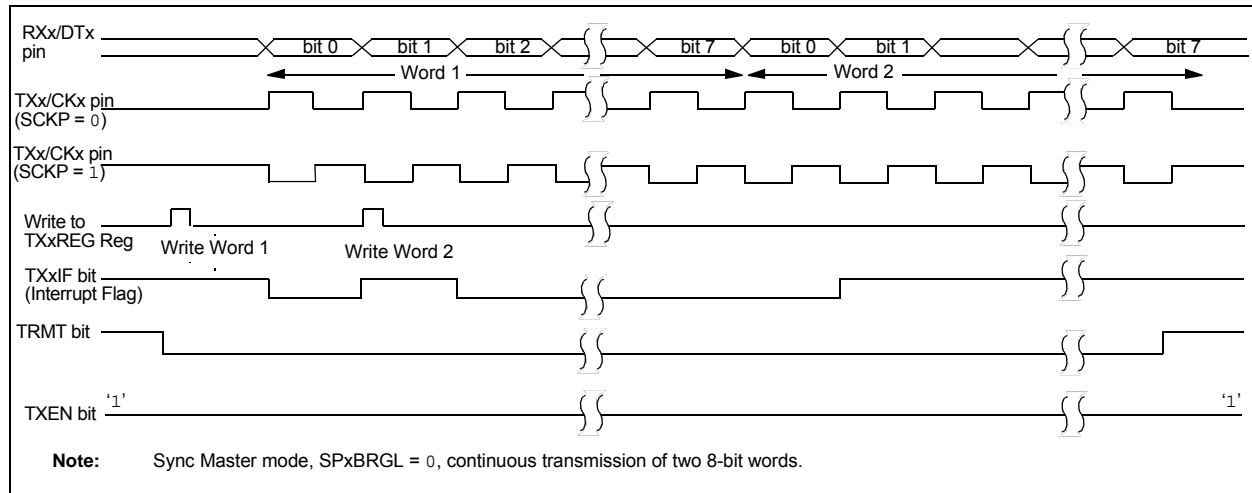 RXx/DTx
pin
bit 0 bit 1 bit 2 bit 7 bit 0 bit 1 bit 7
Word 1 Word 2
TXx/CKx pin
(SCKP = 0)
TXx/CKx pin
(SCKP = 1)
Write to
TXxREG Reg
Write Word 1 Write Word 2
TXxIF bit
(Interrupt Flag)
TRMT bit
TXEN bit '1' '1'
Note: Sync Master mode, SPxBRGL = 0, continuous transmission of two 8-bit words.